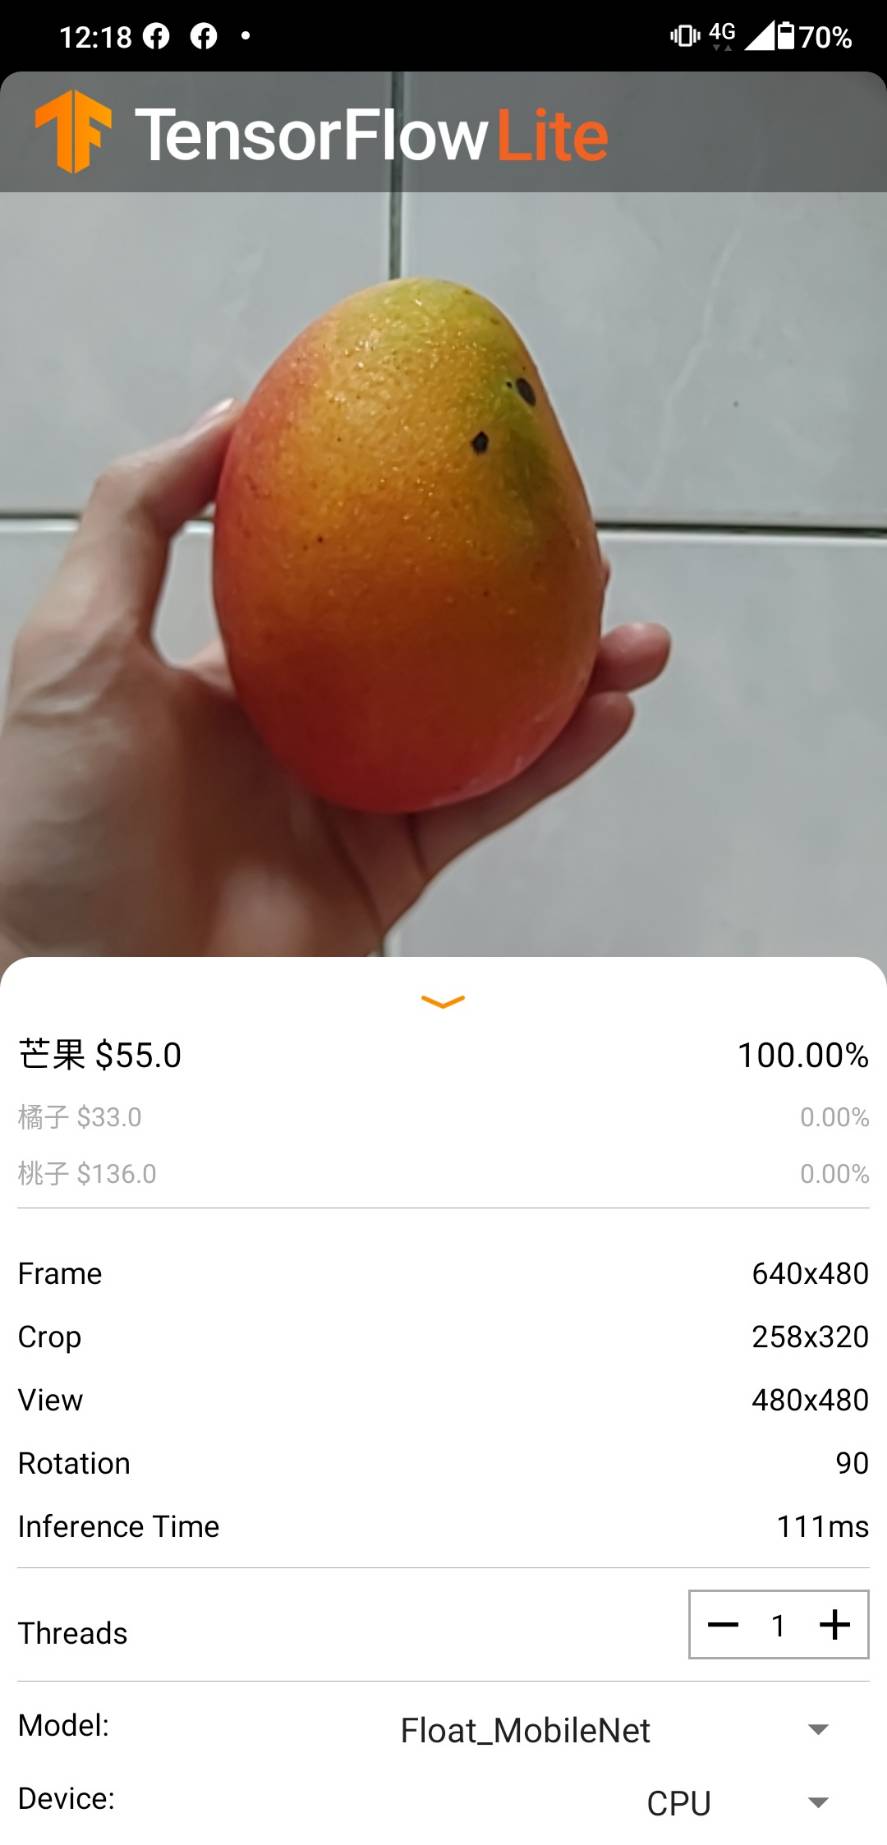 12:18 4G 70%
TensorFlow Lite
芒果 $55.0 100.00%
橘子 $33.0 0.00%
桃子 $136.0 0.00%
Frame 640x480
Crop 258x320
View 480x480
Rotation 90
Inference Time 111ms
Threads 1
Model: Float_MobileNet
Device: CPU